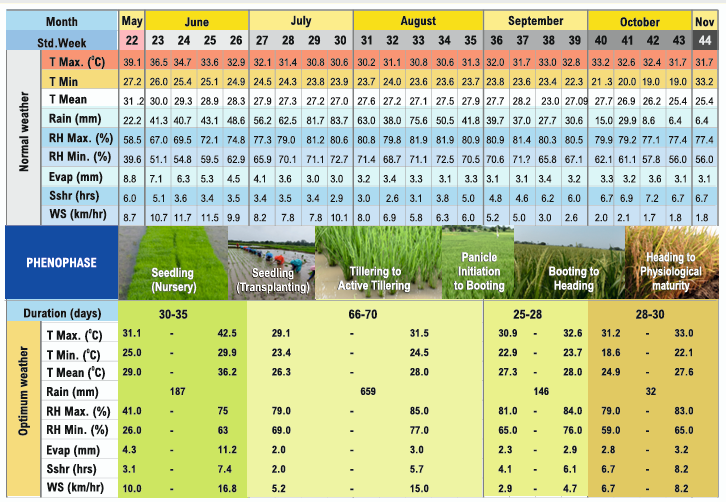 Month May June July August September October Nov
Std.Week 22 23 24 25 26 27 28 29 30 31 32 33 34 35 36 37 38 39 40 41 42 43 44
Normal weather
T Max. (°C) 39.1 36.5 34.7 33.6 32.9 32.1 31.4 30.8 30.6 30.2 31.1 30.8 30.6 31.3 32.0 31.7 33.0 32.8 33.2 32.6 32.4 31.7 31.7
T Min 27.2 26.0 25.4 25.1 24.9 24.5 24.3 23.8 23.9 23.7 24.0 23.6 23.6 23.7 23.8 23.6 22.4 22.3 21 .3 20.0 19.0 19.0 33.2
T Mean 31 .2 30.0 29.3 28.9 28.3 27.9 27.3 27.2 27.0 27.6 27.2 27.1 27.5 27.9 27.7 28.2 23.0 27.09 27.7 26.9 26.2 25.4 25.4
Rain (mm) 22.2 41.3 40.7 43.1 48.6 56.2 62.5 81.7 83.7 63.0 38.0 75.6 50.5 41.8 39.7 37.0 27.7 30.6 15.0 29.9 8.6 6.4 6.4
RH Max. (%) 58.5 67.0 69.5 72.1 74.8 77.3 79.0 81.2 80.6 80.8 79.8 81.9 81.9 80.9 80.9 81.4 80.3 80.5 79.9 79.2 77.1 77.4 77.4
RH Min. (%) 39.6 51.1 54.8 59.5 62.9 65.9 70.1 71.1 72.7 71.4 68.7 71.1 72.5 70.5 70.6 71.? 65.8 67.1 62.1 61.1 57.8 56.0 56.0
Evap (mm) 8.8 7.1 6.3 5.3 4.5 4.1 3.6 3.0 3.0 3.2 3.4 3.3 3.1 3.3 3.1 3.1 3.4 3.2 3.3 3.2 3.6 3.1 3.1
Sshr (hrs) 6.0 5.1 3.6 3.4 3.5 3.4 3.5 3.4 2.9 3.0 2.6 3.1 3.8 5.0 4.8 4.6 6.2 6.0 6.7 6.9 7.2 6.7 6.7
WS (km/hr) 8.7 10.7 11.7 11.5 9.9 8.2 7.8 7.8 10.1 8.0 6.9 5.8 6.3 6.0 5.2 5.0 3.0 2.6 2.0 2.1 1.7 1.8 1.8
PHENOPHASE
Seedling
(Nursery)
Seedling
(Transplanting)
Tillering to
Active Tillering
Panicle
Initiation
to Booting
Booting to
Heading
Heading to
Physiological
maturity
Duration (days) 30-35 66-70 25-28 28-30
Optimum weather
T Max. (°C) 31.1 - 42.5 29.1 - 31.5 30.9 - 32.6 31.2 - 33.0
T Min. (°C) 25.0 - 29.9 23.4 - 24.5 22.9 - 23.7 18.6 - 22.1
T Mean (°C) 29.0 - 36.2 26.3 - 28.0 27.3 - 28.0 24.9 - 27.6
Rain (mm) 187 659 146 32
RH Max. (%) 41.0 - 75 79.0 - 85.0 81.0 - 84.0 79.0 - 83.0
RH Min. (%) 26.0 - 63 69.0 - 77.0 65.0 - 76.0 59.0 - 65.0
Evap (mm) 4.3 - 11.2 2.0 - 3.0 2.3 - 2.9 2.8 - 3.2
Sshr (hrs) 3.1 - 7.4 2.0 - 5.7 4.1 - 6.1 6.7 - 8.2
WS (km/hr) 10.0 - 16.8 5.2 - 15.0 2.9 - 4.7 6.7 - 8.2